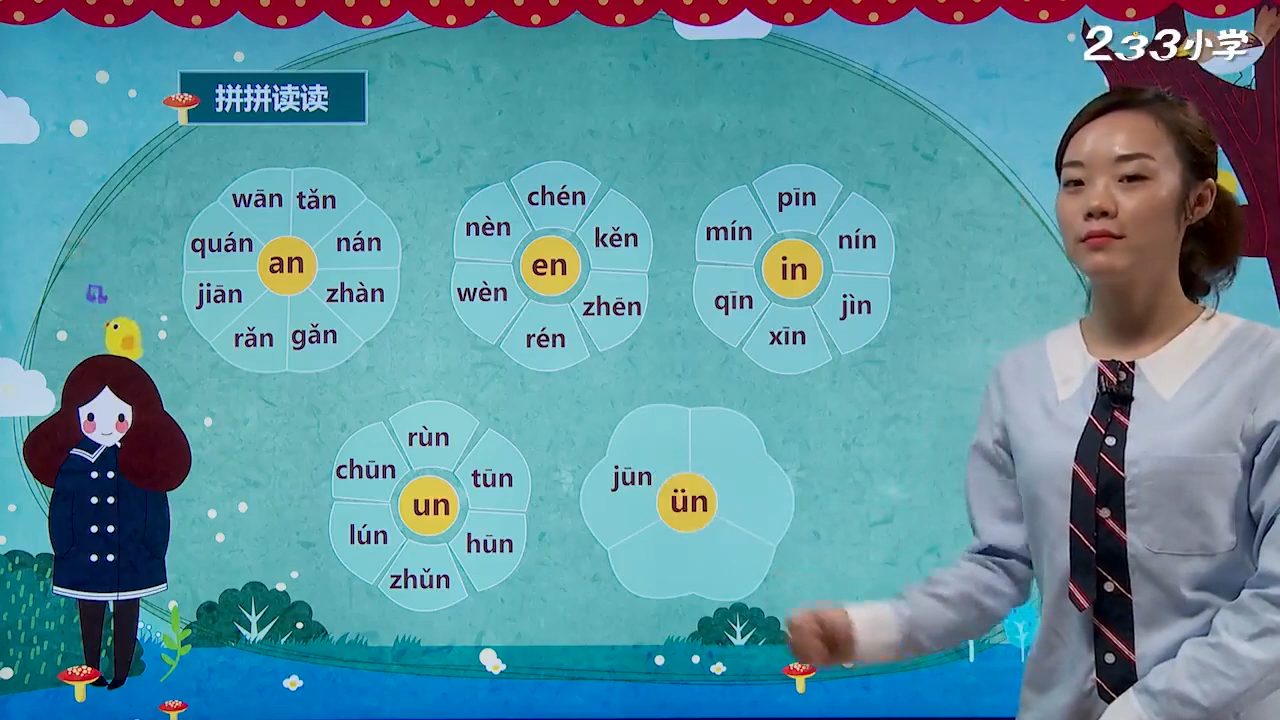 233小学
拼拼读读
wān tǎn
quán nán
an
jiān zhàn
rǎn gǎn
chén
nèn kěn
en
wèn zhēn
rén
pīn
mín nín
in
qīn jìn
xīn
rùn
chūn tūn
un
lún hūn
zhǔn
jūn
ün